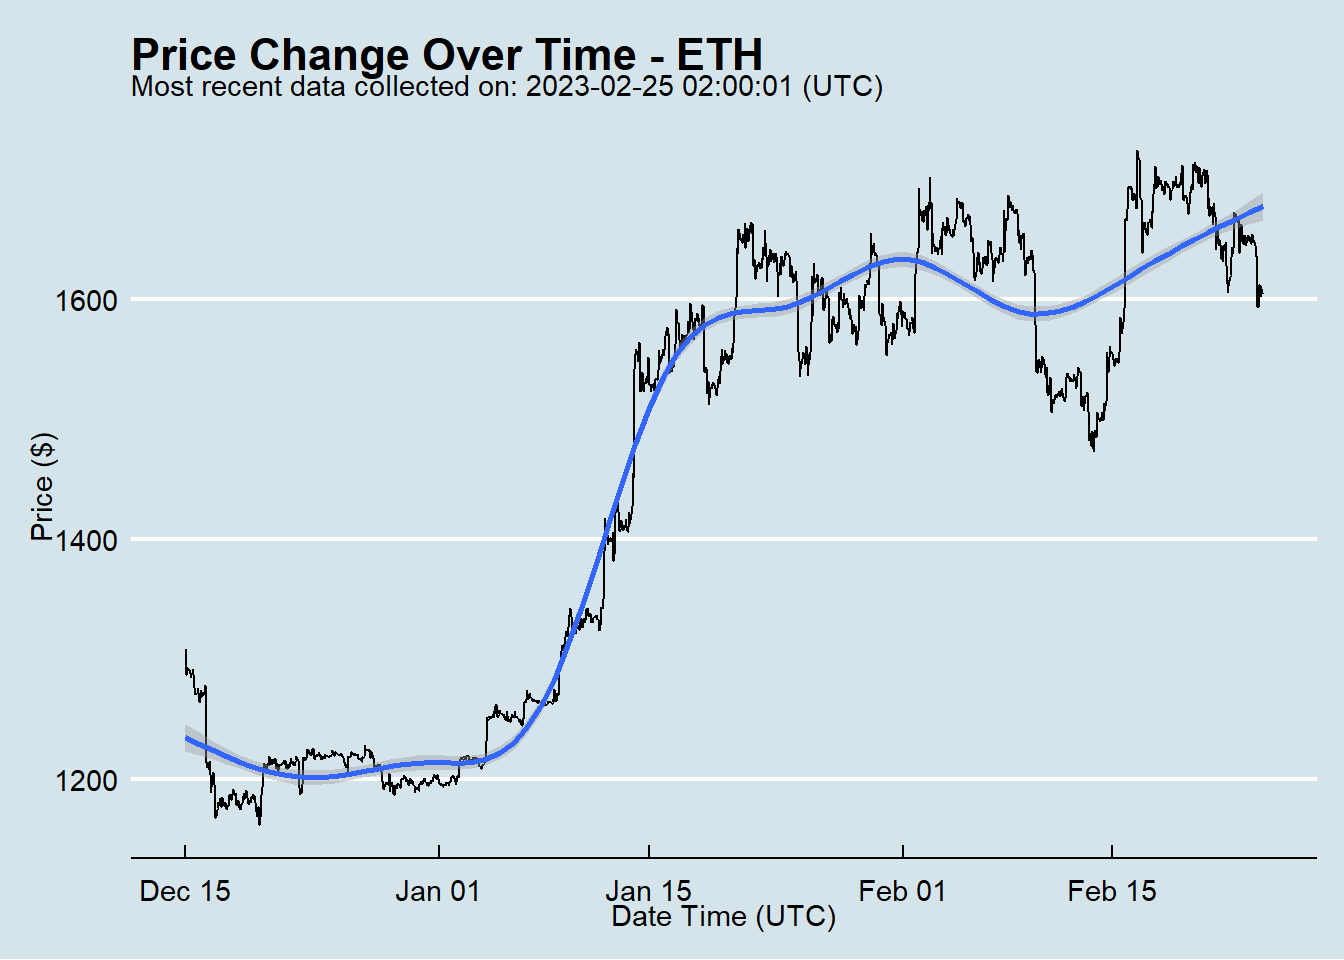 Price Change Over Time - ETH
Most recent data collected on: 2023-02-25 02:00:01 (UTC)
Price ($)
1600
1400
1200
Dec 15 Jan 01 Jan 15 Feb 01 Feb 15
Date Time (UTC)